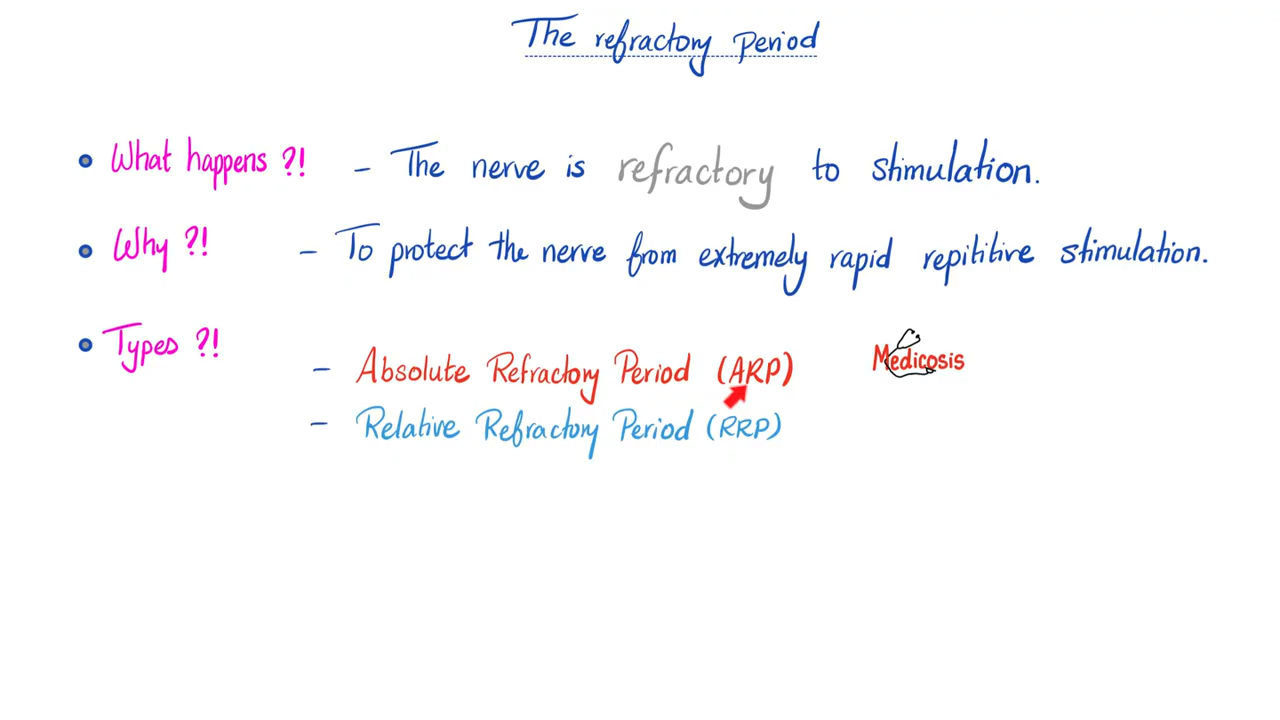 The refractory period
What happens ?! - The nerve is refractory to stimulation.
Why ?! - To protect the nerve from extremely rapid repititive stimulation.
Types ?!
- Absolute Refractory Period (ARP)
Medicosis
- Relative Refractory Period (RRP)